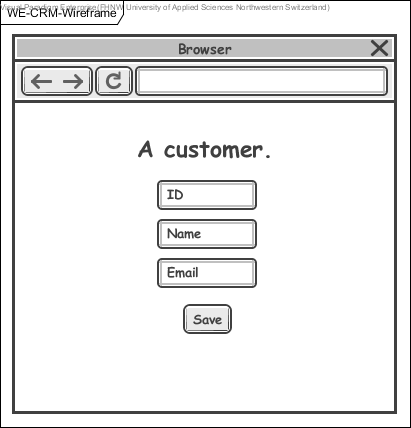 Visual Paradigm Enterprise(FHNW University of Applied Sciences Northwestern Switzerland)
WE-CRM-Wireframe
Browser
A customer.
ID
Name
Email
Save